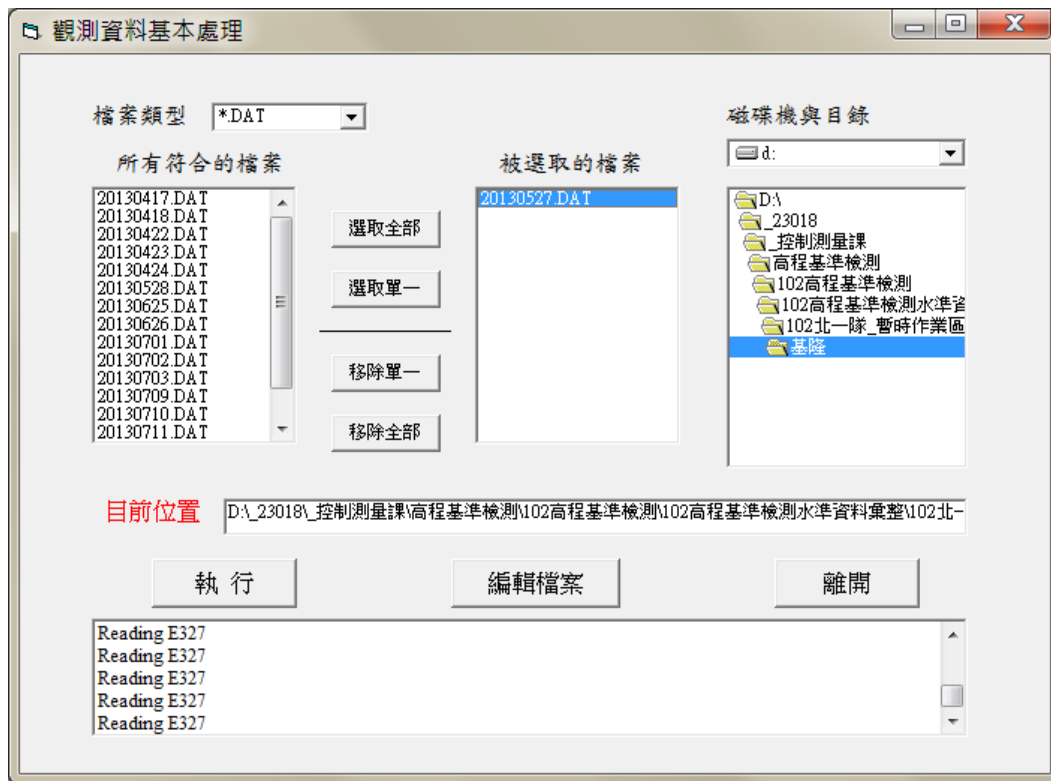 觀測資料基本處理
檔案類型
*.DAT
磁碟機與目錄
d:
所有符合的檔案
20130417.DAT
20130418.DAT
20130422.DAT
20130423.DAT
20130424.DAT
20130528.DAT
20130625.DAT
20130626.DAT
20130701.DAT
20130702.DAT
20130703.DAT
20130709.DAT
20130710.DAT
20130711.DAT
選取全部
選取單一
移除單一
移除全部
被選取的檔案
20130527.DAT
D:\
_23018
_控制測量課
高程基準檢測
102高程基準檢測
102高程基準檢測水準資
102北一隊_暫時作業區
基隆
目前位置
D:\_23018\_控制測量課\高程基準檢測\102高程基準檢測\102高程基準檢測水準資料彙整\102北一
執 行
編輯檔案
離開
Reading E327
Reading E327
Reading E327
Reading E327
Reading E327